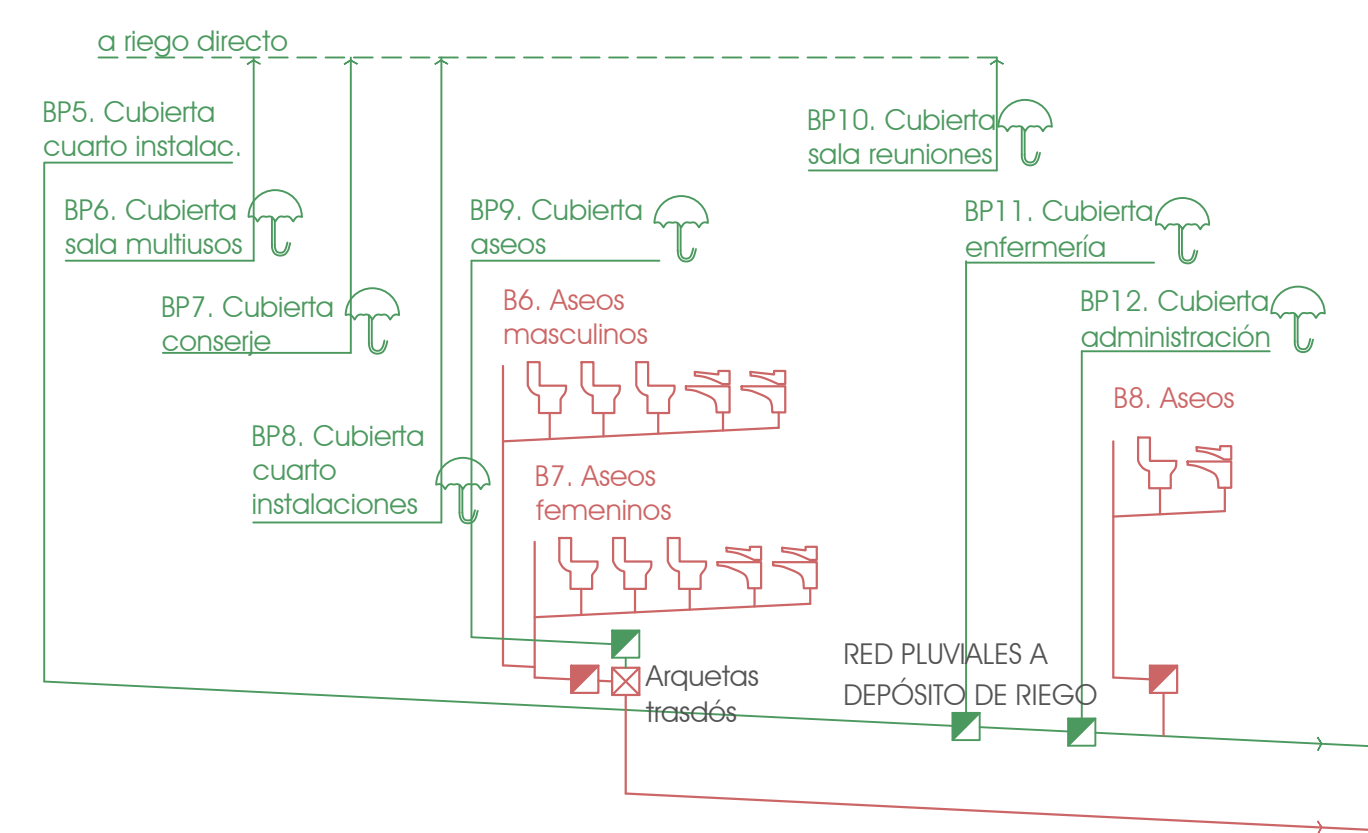 a riego directo
BP5. Cubierta
cuarto instalac.
BP10. Cubierta
sala reuniones
BP6. Cubierta
sala multiusos
BP9. Cubierta
aseos
BP11. Cubierta
enfermería
BP7. Cubierta
conserje
B6. Aseos
masculinos
BP12. Cubierta
administración
B8. Aseos
BP8. Cubierta
cuarto
instalaciones
B7. Aseos
femeninos
RED PLUVIALES A
DEPÓSITO DE RIEGO
Arquetas
trasdós